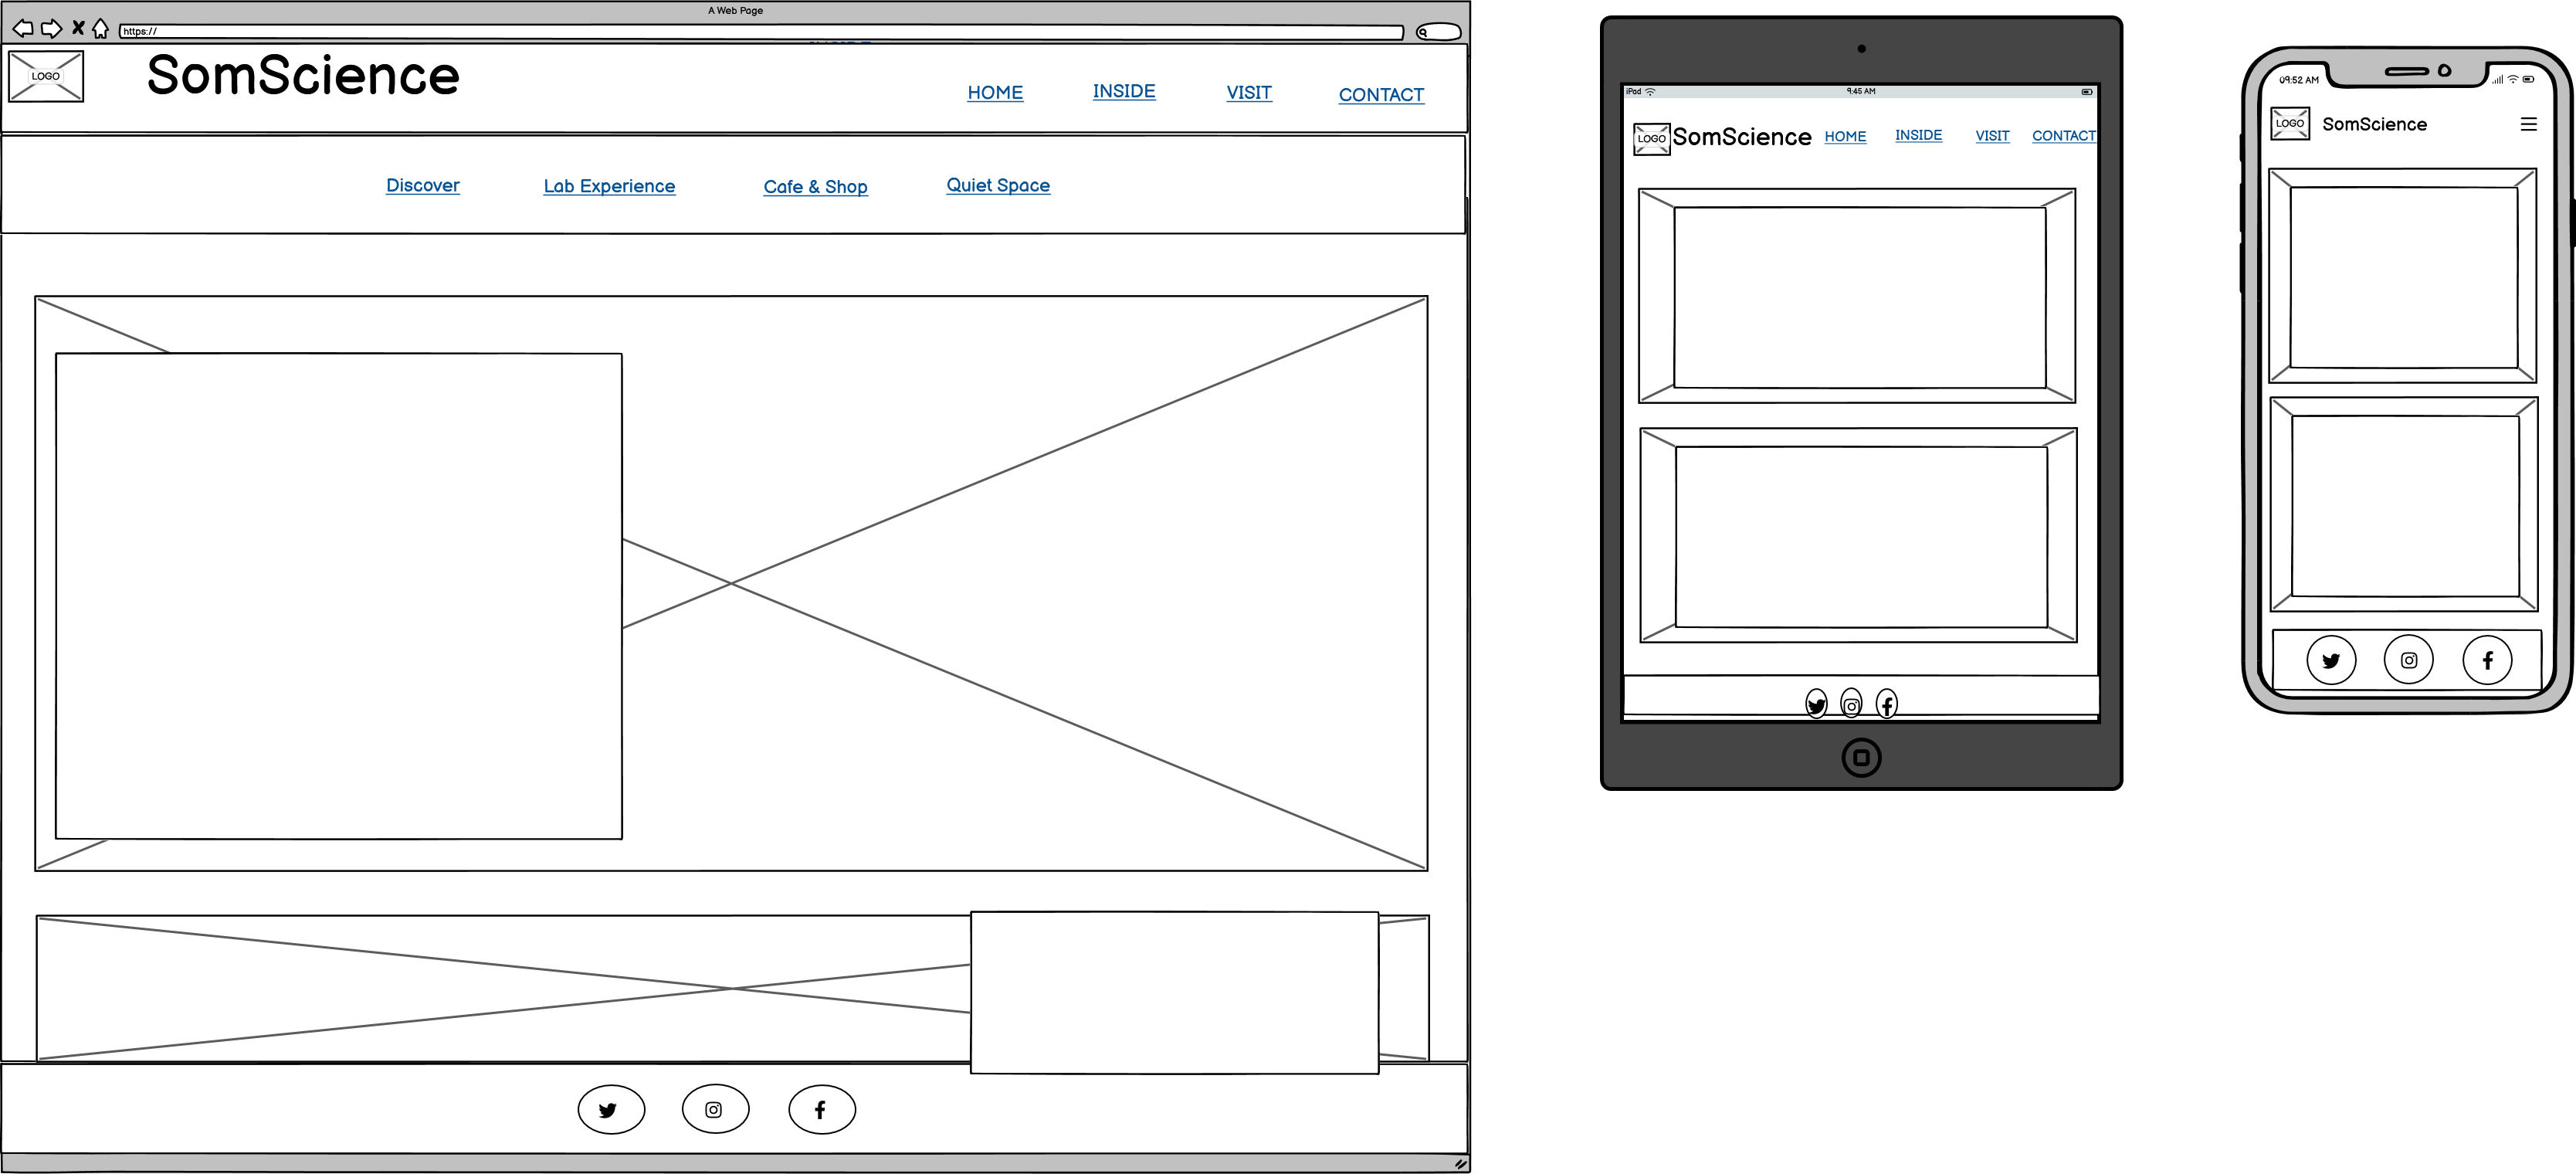 A Web Page
https://
LOGO
SomScience
HOME
INSIDE
VISIT
CONTACT
Discover
Lab Experience
Cafe & Shop
Quiet Space
iPad
9:45 AM
LOGO
SomScience
HOME
INSIDE
VISIT
CONTACT
09:52 AM
LOGO
SomScience